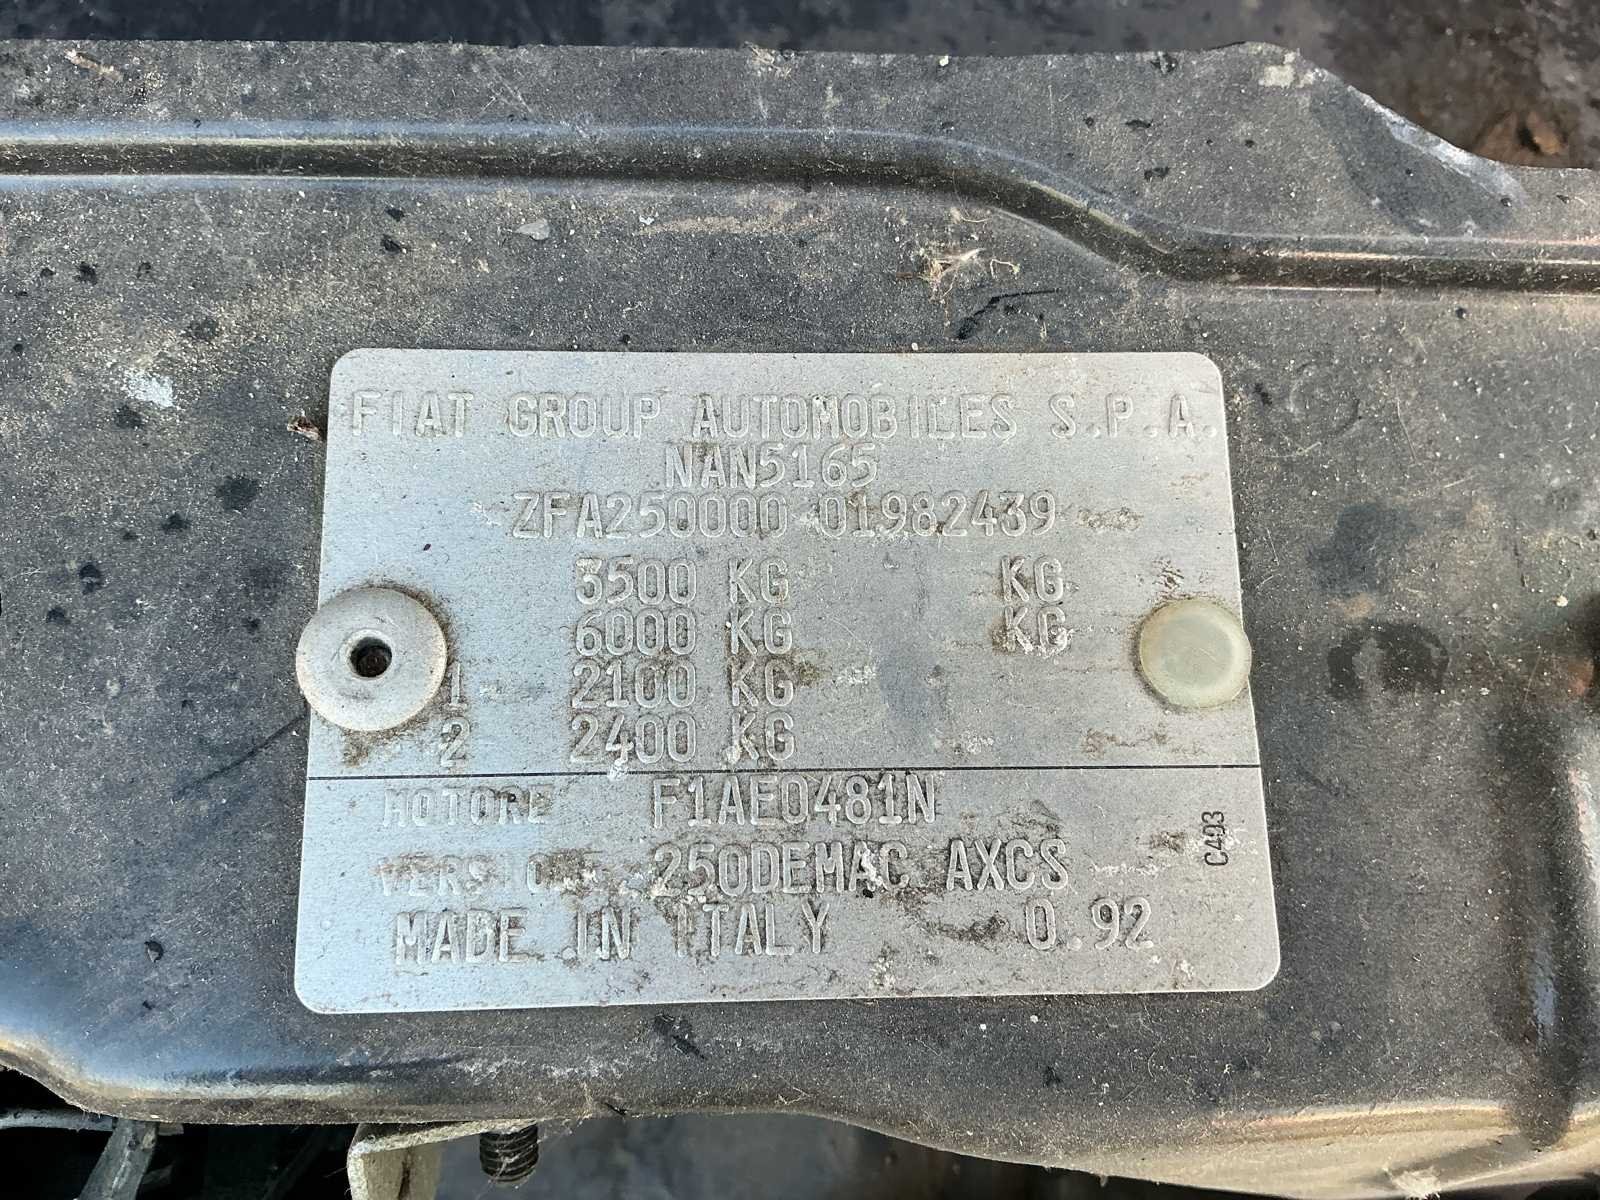 FIAT GROUP AUTOMOBILES S.P.A.
NAN5165
ZFA250000 01982439
3500 KG KG
6000 KG KG
1 2100 KG
2 2400 KG
MOTORE F1AE0481N
VERSIONE 250DEMAC AXCS
MADE IN ITALY 0.92
C403